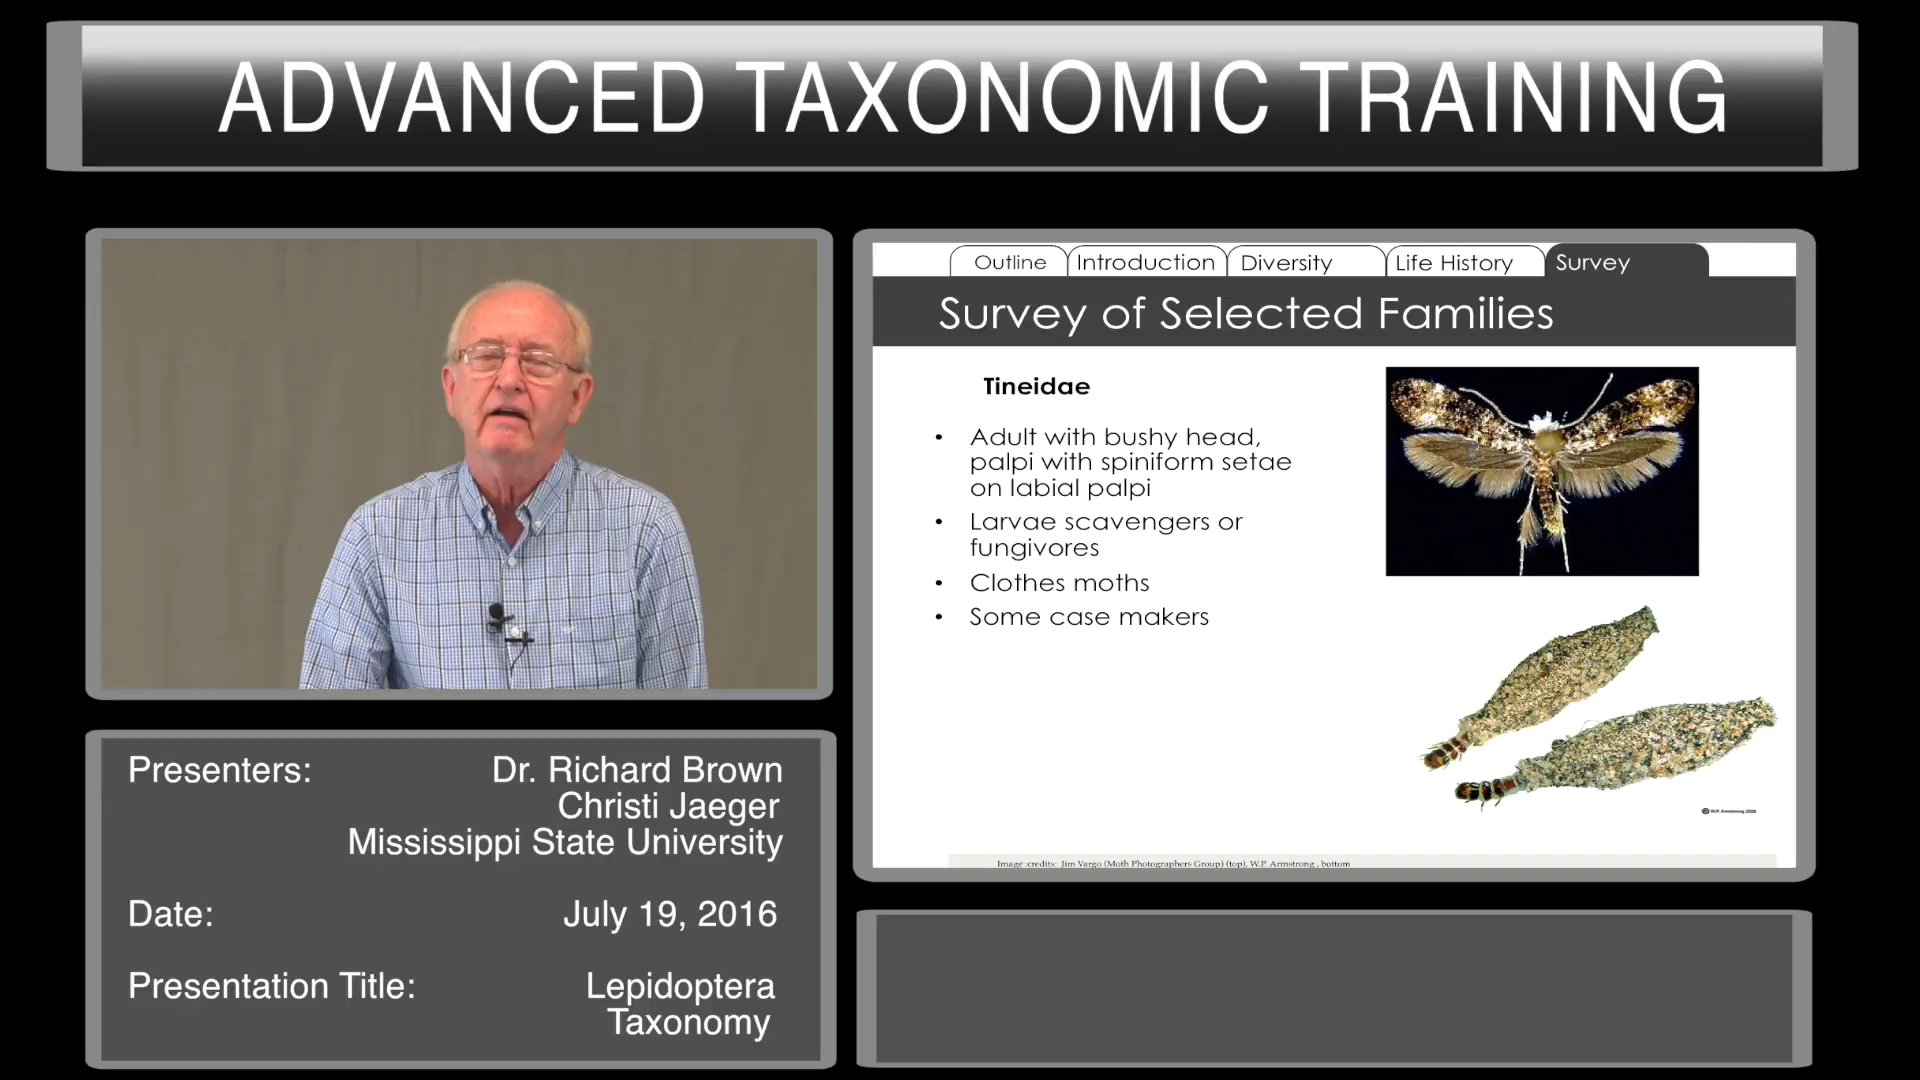 ADVANCED TAXONOMIC TRAINING
Outline
Introduction
Diversity
Life History
Survey
Survey of Selected Families
Tineidae
• Adult with bushy head,
palpi with spiniform setae
on labial palpi
• Larvae scavengers or
fungivores
• Clothes moths
• Some case makers
© W.P. Armstrong 2005
Image :credits: Jim Vargo (Moth Photographers Group) (top), W.P. Armstrong , bottom
Presenters: Dr. Richard Brown
Christi Jaeger
Mississippi State University
Date: July 19, 2016
Presentation Title: Lepidoptera
Taxonomy